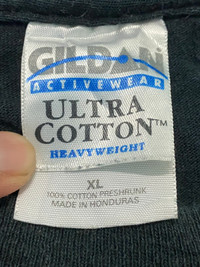 GILDAN
ACTIVEWEAR
ULTRA
COTTON™
HEAVYWEIGHT
XL
100% COTTON PRESHRUNK
MADE IN HONDURAS